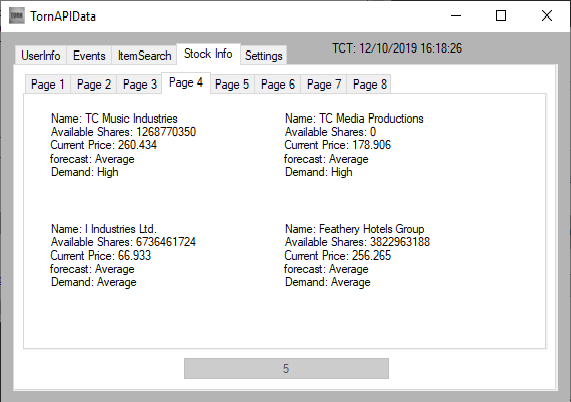 TORN TornAPIData
UserInfo Events ItemSearch Stock Info Settings TCT: 12/10/2019 16:18:26
Page 1 Page 2 Page 3 Page 4 Page 5 Page 6 Page 7 Page 8
Name: TC Music Industries
Available Shares: 1268770350
Current Price: 260.434
forecast: Average
Demand: High
Name: TC Media Productions
Available Shares: 0
Current Price: 178.906
forecast: Average
Demand: High
Name: I Industries Ltd.
Available Shares: 6736461724
Current Price: 66.933
forecast: Average
Demand: Average
Name: Feathery Hotels Group
Available Shares: 3822963188
Current Price: 256.265
forecast: Average
Demand: Average
5